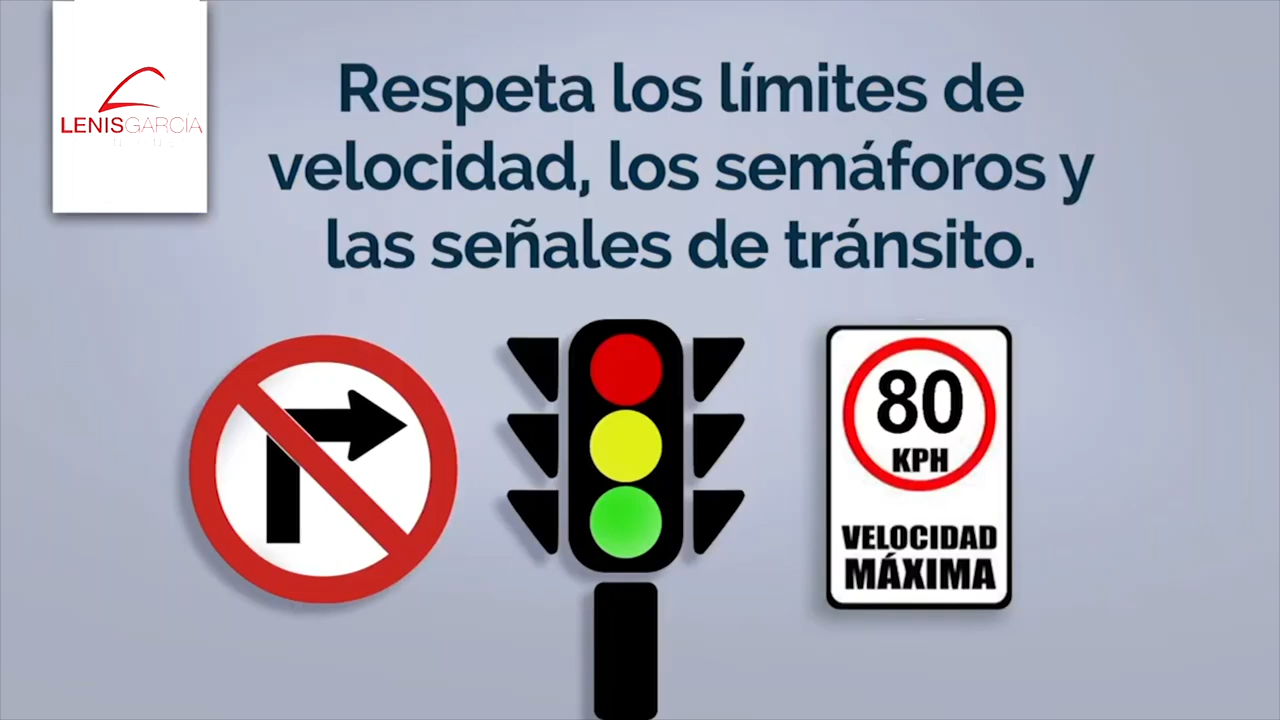 LENISGARCÍA
Respeta los límites de
velocidad, los semáforos y
las señales de tránsito.
80
KPH
VELOCIDAD
MÁXIMA